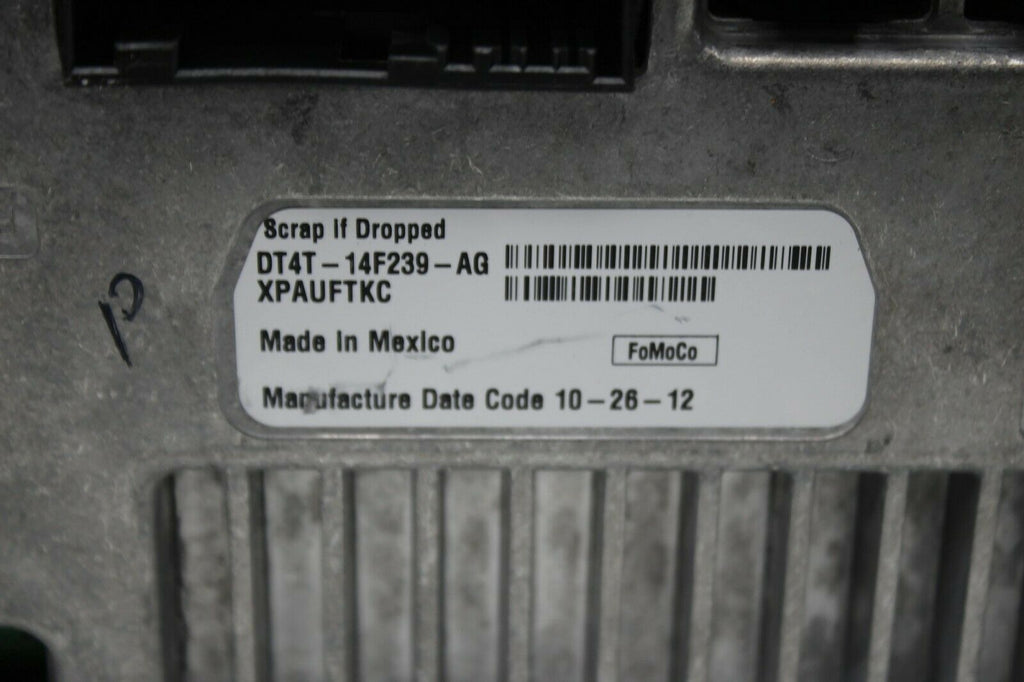 Scrap If Dropped
DT4T-14F239-AG
XPAUFTKC
Made In Mexico
FoMoCo
Manufacture Date Code 10-26-12